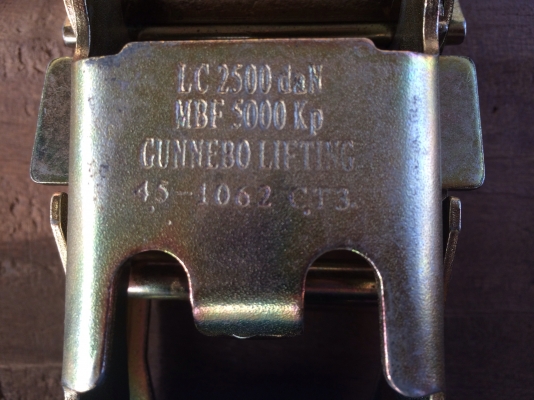 LC 2500 daN
MBF 5000 Kp
GUNNEBO LIFTING
45-1062 CT3